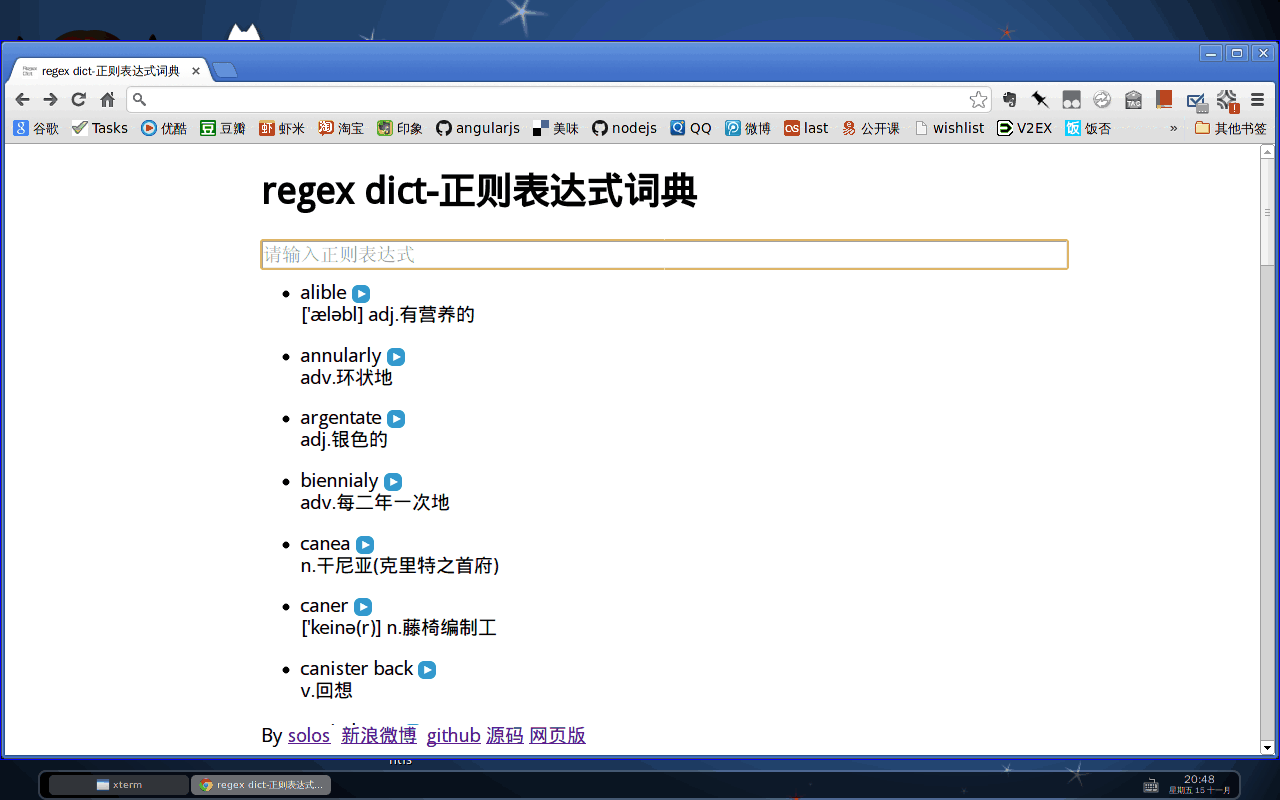 regex dict-正则表达式词典
谷歌 Tasks 优酷 豆瓣 虾米 淘宝 印象 angularjs 美味 nodejs QQ 微博 last 公开课 wishlist V2EX 饭否 » 其他书签
regex dict-正则表达式词典
请输入正则表达式
alible
['æləbl] adj.有营养的
annularly
adv.环状地
argentate
adj.银色的
biennialy
adv.每二年一次地
canea
n.干尼亚(克里特之首府)
caner
['keinə(r)] n.藤椅编制工
canister back
v.回想
By solos 新浪微博 github 源码 网页版
xterm regex dict-正则表达式... 20:48
星期五 15 十一月